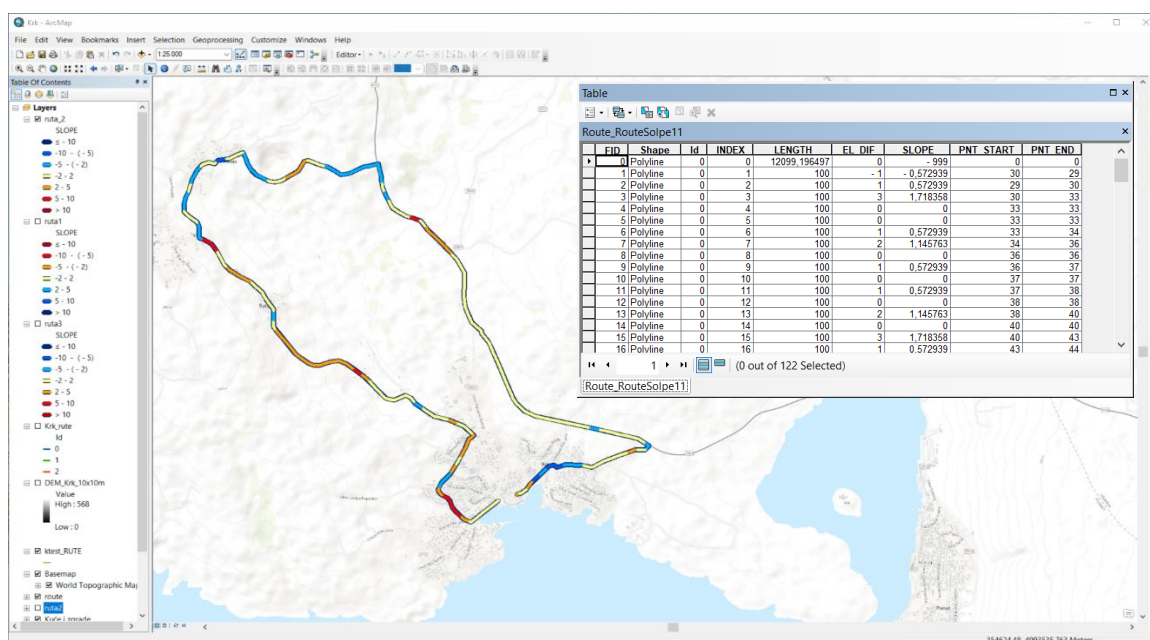 Krk - ArcMap
File Edit View Bookmarks Insert Selection Geoprocessing Customize Windows Help
1:25.000
Editor
Table Of Contents
Layers
ruta_2
SLOPE
≤ - 10
-10 - ( - 5)
-5 - ( - 2)
-2 - 2
2 - 5
5 - 10
> 10
ruta1
SLOPE
≤ - 10
-10 - ( - 5)
-5 - ( - 2)
-2 - 2
2 - 5
5 - 10
> 10
ruta3
SLOPE
≤ - 10
-10 - ( - 5)
-5 - ( - 2)
-2 - 2
2 - 5
5 - 10
> 10
Krk_rute
Id
0
1
2
DEM_Krk_10x10m
Value
High : 568
Low : 0
ktest_RUTE
Basemap
World Topographic Map
route
ruta2
Kuće i zgrade
Table
Route_RouteSolpe11
FID Shape Id INDEX LENGTH EL_DIF SLOPE PNT_START PNT_END
0 Polyline 0 0 12099,196497 0 - 999 0 0
1 Polyline 0 1 100 - 1 - 0,572939 30 29
2 Polyline 0 2 100 1 0,572939 29 30
3 Polyline 0 3 100 3 1,718358 30 33
4 Polyline 0 4 100 0 0 33 33
5 Polyline 0 5 100 0 0 33 33
6 Polyline 0 6 100 1 0,572939 33 34
7 Polyline 0 7 100 2 1,145763 34 36
8 Polyline 0 8 100 0 0 36 36
9 Polyline 0 9 100 1 0,572939 36 37
10 Polyline 0 10 100 0 0 37 37
11 Polyline 0 11 100 1 0,572939 37 38
12 Polyline 0 12 100 0 0 38 38
13 Polyline 0 13 100 2 1,145763 38 40
14 Polyline 0 14 100 0 0 40 40
15 Polyline 0 15 100 3 1,718358 40 43
16 Polyline 0 16 100 1 0,572939 43 44
1 (0 out of 122 Selected)
Route_RouteSolpe11
Punat
354624,48 4993535,763 Meters